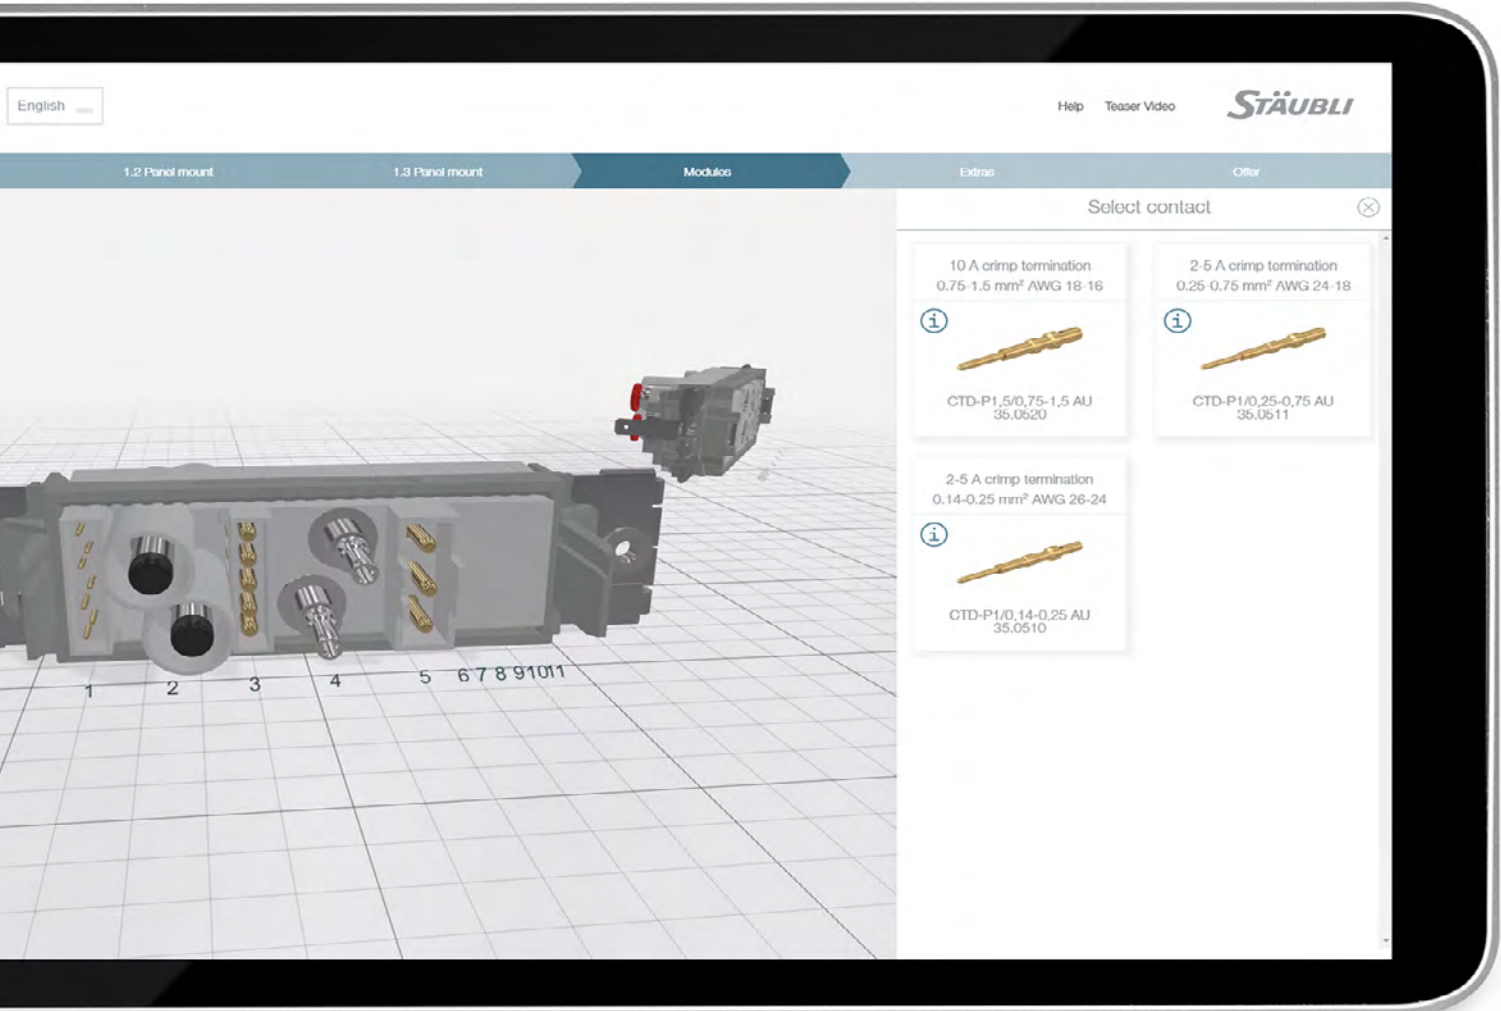 English
Help Teaser Video STÄUBLI
1.2 Panel mount 1.3 Panel mount Modules Extras Offer
Select contact
10 A crimp termination
0.75-1.5 mm² AWG 18-16
CTD-P1,5/0,75-1,5 AU
35.0520
2-5 A crimp termination
0.25-0.75 mm² AWG 24-18
CTD-P1/0,25-0,75 AU
35.0511
2-5 A crimp termination
0.14-0.25 mm² AWG 26-24
CTD-P1/0,14-0,25 AU
35.0510
1 2 3 4 5 6 7 8 9 10 11